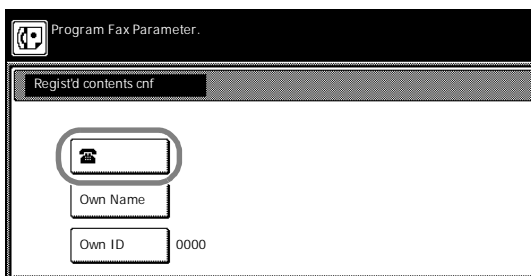 Program Fax Parameter.
Regist'd contents cnf
Own Name
Own ID 0000